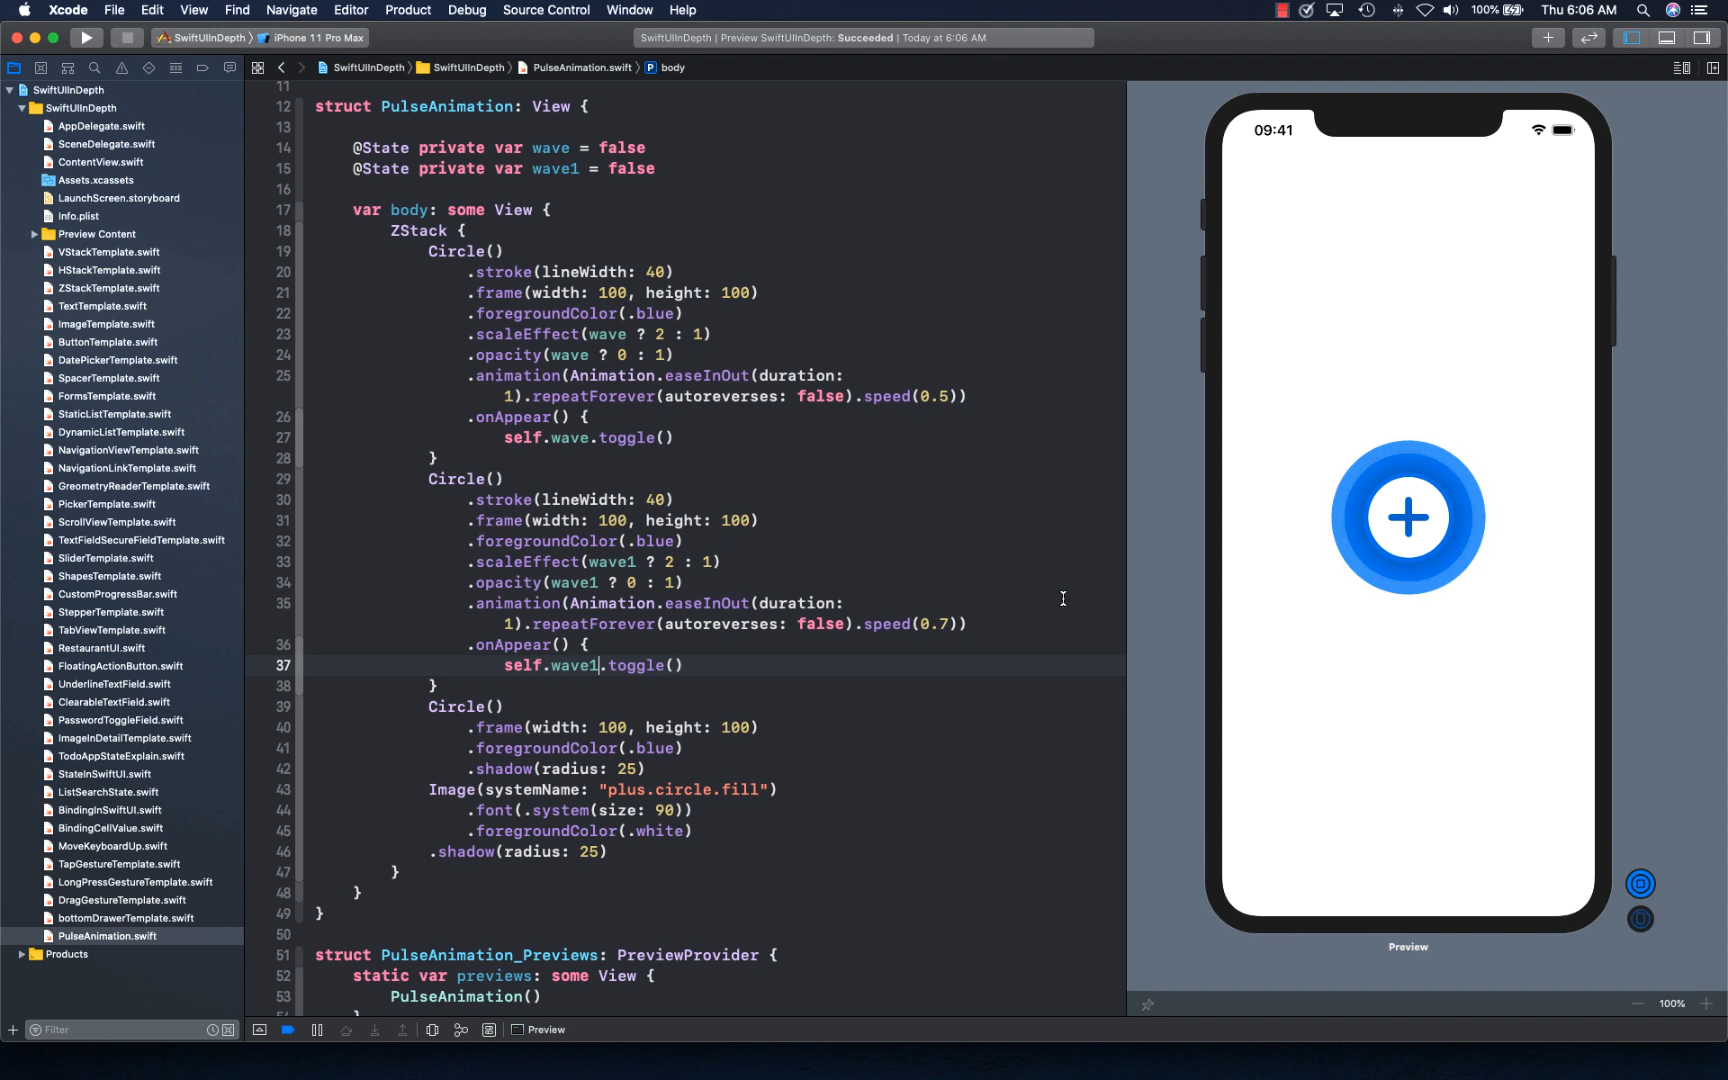 Xcode File Edit View Find Navigate Editor Product Debug Source Control Window Help 100% Thu 6:06 AM
SwiftUIInDepth iPhone 11 Pro Max
SwiftUIInDepth | Preview SwiftUIInDepth: Succeeded | Today at 6:06 AM
SwiftUIInDepth SwiftUIInDepth PulseAnimation.swift P body
SwiftUIInDepth
SwiftUIInDepth
AppDelegate.swift
SceneDelegate.swift
ContentView.swift
Assets.xcassets
LaunchScreen.storyboard
Info.plist
Preview Content
VStackTemplate.swift
HStackTemplate.swift
ZStackTemplate.swift
TextTemplate.swift
ImageTemplate.swift
ButtonTemplate.swift
DatePickerTemplate.swift
SpacerTemplate.swift
FormsTemplate.swift
StaticListTemplate.swift
DynamicListTemplate.swift
NavigationViewTemplate.swift
NavigationLinkTemplate.swift
GreometryReaderTemplate.swift
PickerTemplate.swift
ScrollViewTemplate.swift
TextFieldSecureFieldTemplate.swift
SliderTemplate.swift
ShapesTemplate.swift
CustomProgressBar.swift
StepperTemplate.swift
TabViewTemplate.swift
RestaurantUI.swift
FloatingActionButton.swift
UnderlineTextField.swift
ClearableTextField.swift
PasswordToggleField.swift
ImageInDetailTemplate.swift
TodoAppStateExplain.swift
StateInSwiftUI.swift
ListSearchState.swift
BindingInSwiftUI.swift
BindingCellValue.swift
MoveKeyboardUp.swift
TapGestureTemplate.swift
LongPressGestureTemplate.swift
DragGestureTemplate.swift
bottomDrawerTemplate.swift
PulseAnimation.swift
Products
Filter
11
12 struct PulseAnimation: View {
13
14 @State private var wave = false
15 @State private var wave1 = false
16
17 var body: some View {
18 ZStack {
19 Circle()
20 .stroke(lineWidth: 40)
21 .frame(width: 100, height: 100)
22 .foregroundColor(.blue)
23 .scaleEffect(wave ? 2 : 1)
24 .opacity(wave ? 0 : 1)
25 .animation(Animation.easeInOut(duration:
1).repeatForever(autoreverses: false).speed(0.5))
26 .onAppear() {
27 self.wave.toggle()
28 }
29 Circle()
30 .stroke(lineWidth: 40)
31 .frame(width: 100, height: 100)
32 .foregroundColor(.blue)
33 .scaleEffect(wave1 ? 2 : 1)
34 .opacity(wave1 ? 0 : 1)
35 .animation(Animation.easeInOut(duration:
1).repeatForever(autoreverses: false).speed(0.7))
36 .onAppear() {
37 self.wave1.toggle()
38 }
39 Circle()
40 .frame(width: 100, height: 100)
41 .foregroundColor(.blue)
42 .shadow(radius: 25)
43 Image(systemName: "plus.circle.fill")
44 .font(.system(size: 90))
45 .foregroundColor(.white)
46 .shadow(radius: 25)
47 }
48 }
49 }
50
51 struct PulseAnimation_Previews: PreviewProvider {
52 static var previews: some View {
53 PulseAnimation()
Preview
09:41
Preview
100%